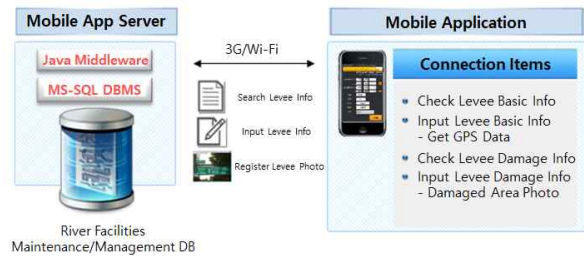 Mobile App Server
Java Middleware
MS-SQL DBMS
River Facilities
Maintenance/Management DB
3G/Wi-Fi
Search Levee Info
Input Levee Info
Register Levee Photo
Mobile Application
Connection Items
• Check Levee Basic Info
• Input Levee Basic Info
- Get GPS Data
• Check Levee Damage Info
• Input Levee Damage Info
- Damaged Area Photo